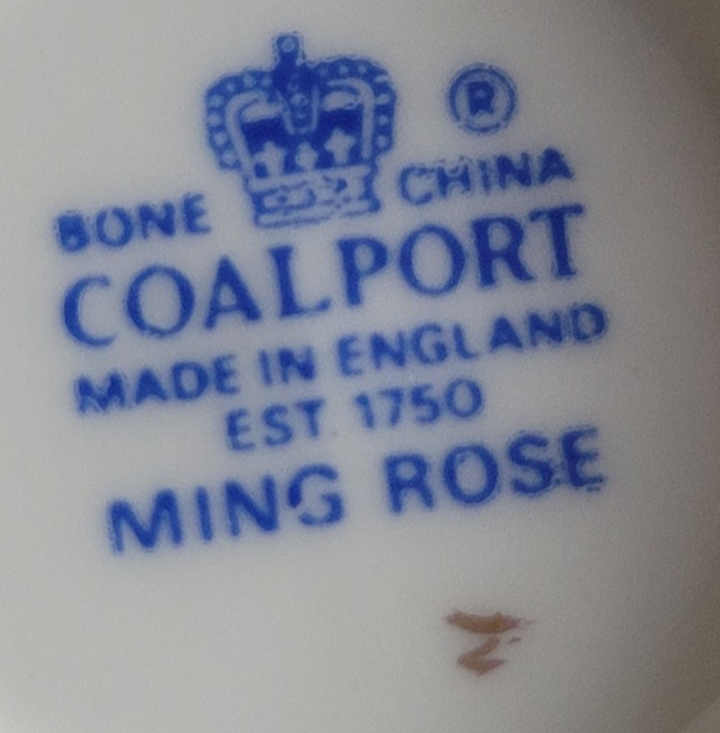 ®
BONE CHINA
COALPORT
MADE IN ENGLAND
EST. 1750
MING ROSE